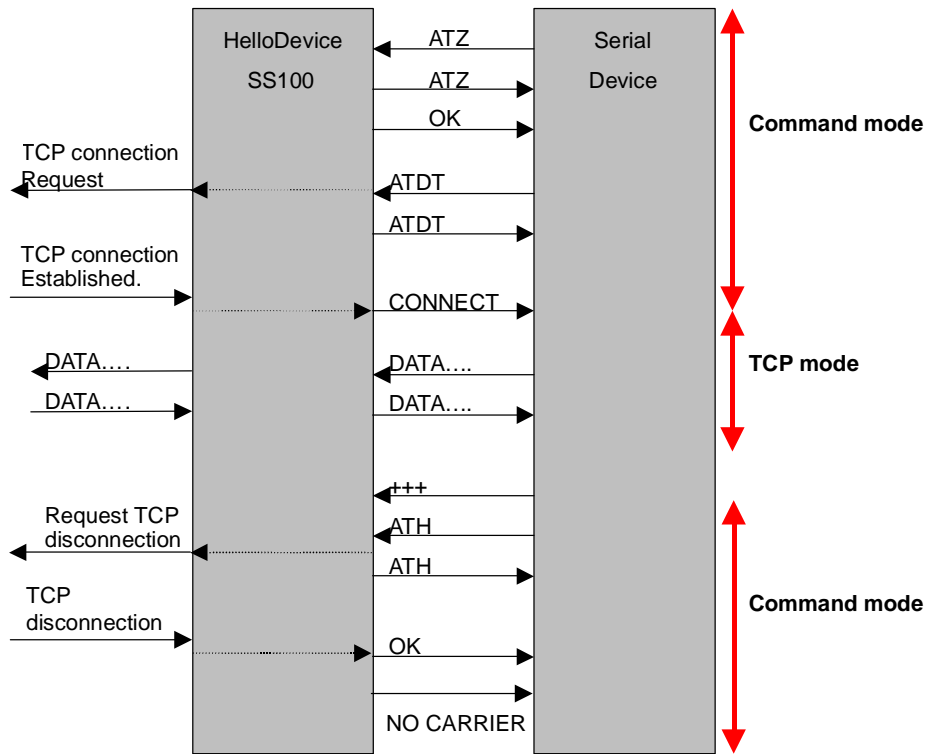 HelloDevice
SS100
Serial
Device
ATZ
ATZ
OK
Command mode
TCP connection
Request
ATDT
ATDT
TCP connection
Established.
CONNECT
DATA....
DATA....
DATA....
DATA....
TCP mode
+++
Request TCP
disconnection
ATH
ATH
TCP
disconnection
OK
NO CARRIER
Command mode